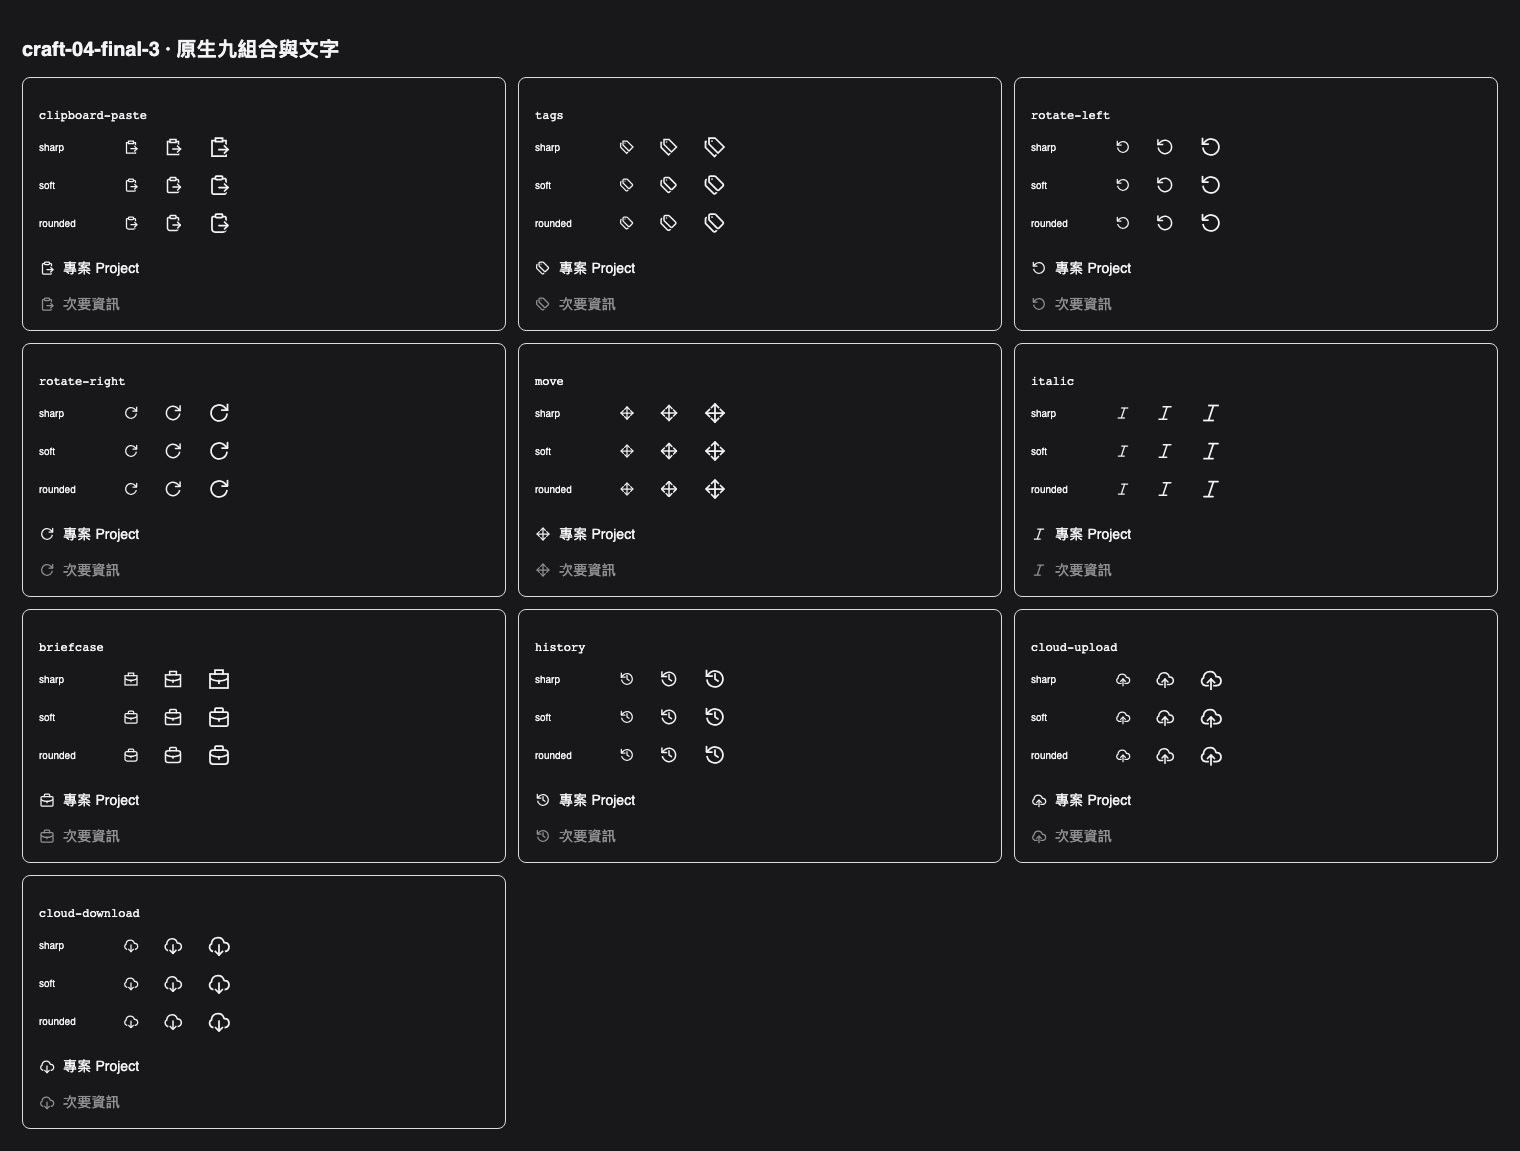 craft-04-final-3 · 原生九組合與文字
clipboard-paste
sharp
soft
rounded
專案 Project
次要資訊
tags
sharp
soft
rounded
專案 Project
次要資訊
rotate-left
sharp
soft
rounded
專案 Project
次要資訊
rotate-right
sharp
soft
rounded
專案 Project
次要資訊
move
sharp
soft
rounded
專案 Project
次要資訊
italic
sharp
soft
rounded
專案 Project
次要資訊
briefcase
sharp
soft
rounded
專案 Project
次要資訊
history
sharp
soft
rounded
專案 Project
次要資訊
cloud-upload
sharp
soft
rounded
專案 Project
次要資訊
cloud-download
sharp
soft
rounded
專案 Project
次要資訊